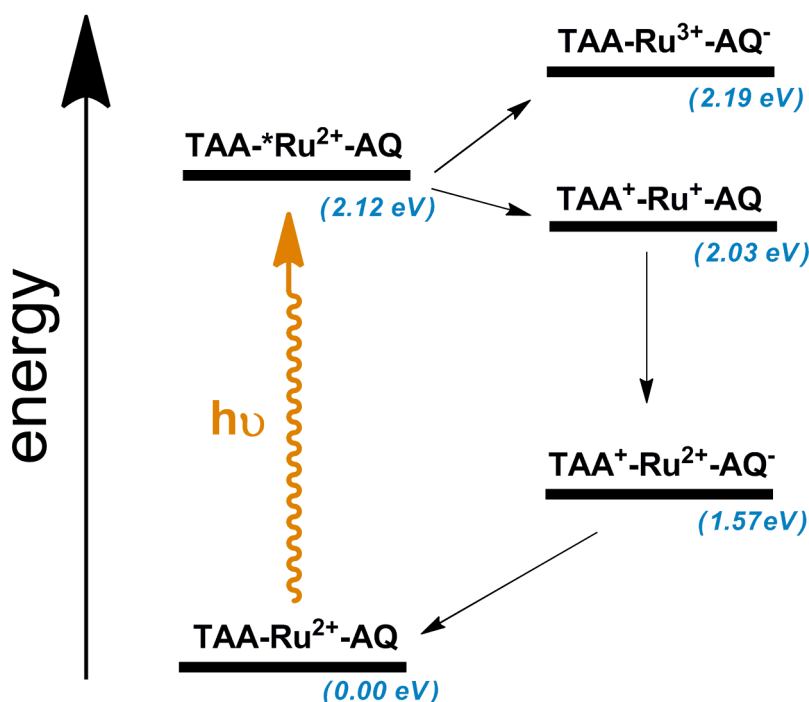 TAA-Ru³⁺-AQ⁻
(2.19 eV)
TAA-*Ru²⁺-AQ
(2.12 eV)
TAA⁺-Ru⁺-AQ
(2.03 eV)
energy
hυ
TAA⁺-Ru²⁺-AQ⁻
(1.57eV)
TAA-Ru²⁺-AQ
(0.00 eV)